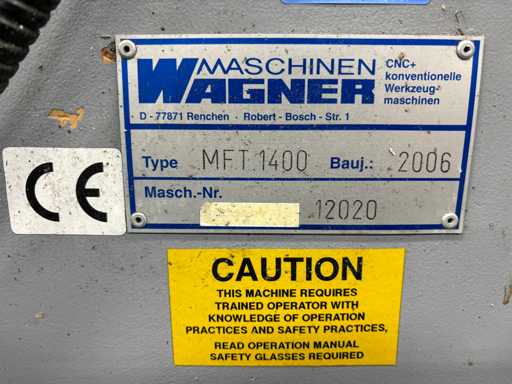 MASCHINEN
WAGNER
CNC+
konventionelle
Werkzeug-
maschinen
D - 77871 Renchen Robert - Bosch - Str. 1
Type MFT 1400 Bauj.: 2006
Masch.-Nr.
12020
CE
CAUTION
THIS MACHINE REQUIRES
TRAINED OPERATOR WITH
KNOWLEDGE OF OPERATION
PRACTICES AND SAFETY PRACTICES,
READ OPERATION MANUAL
SAFETY GLASSES REQUIRED